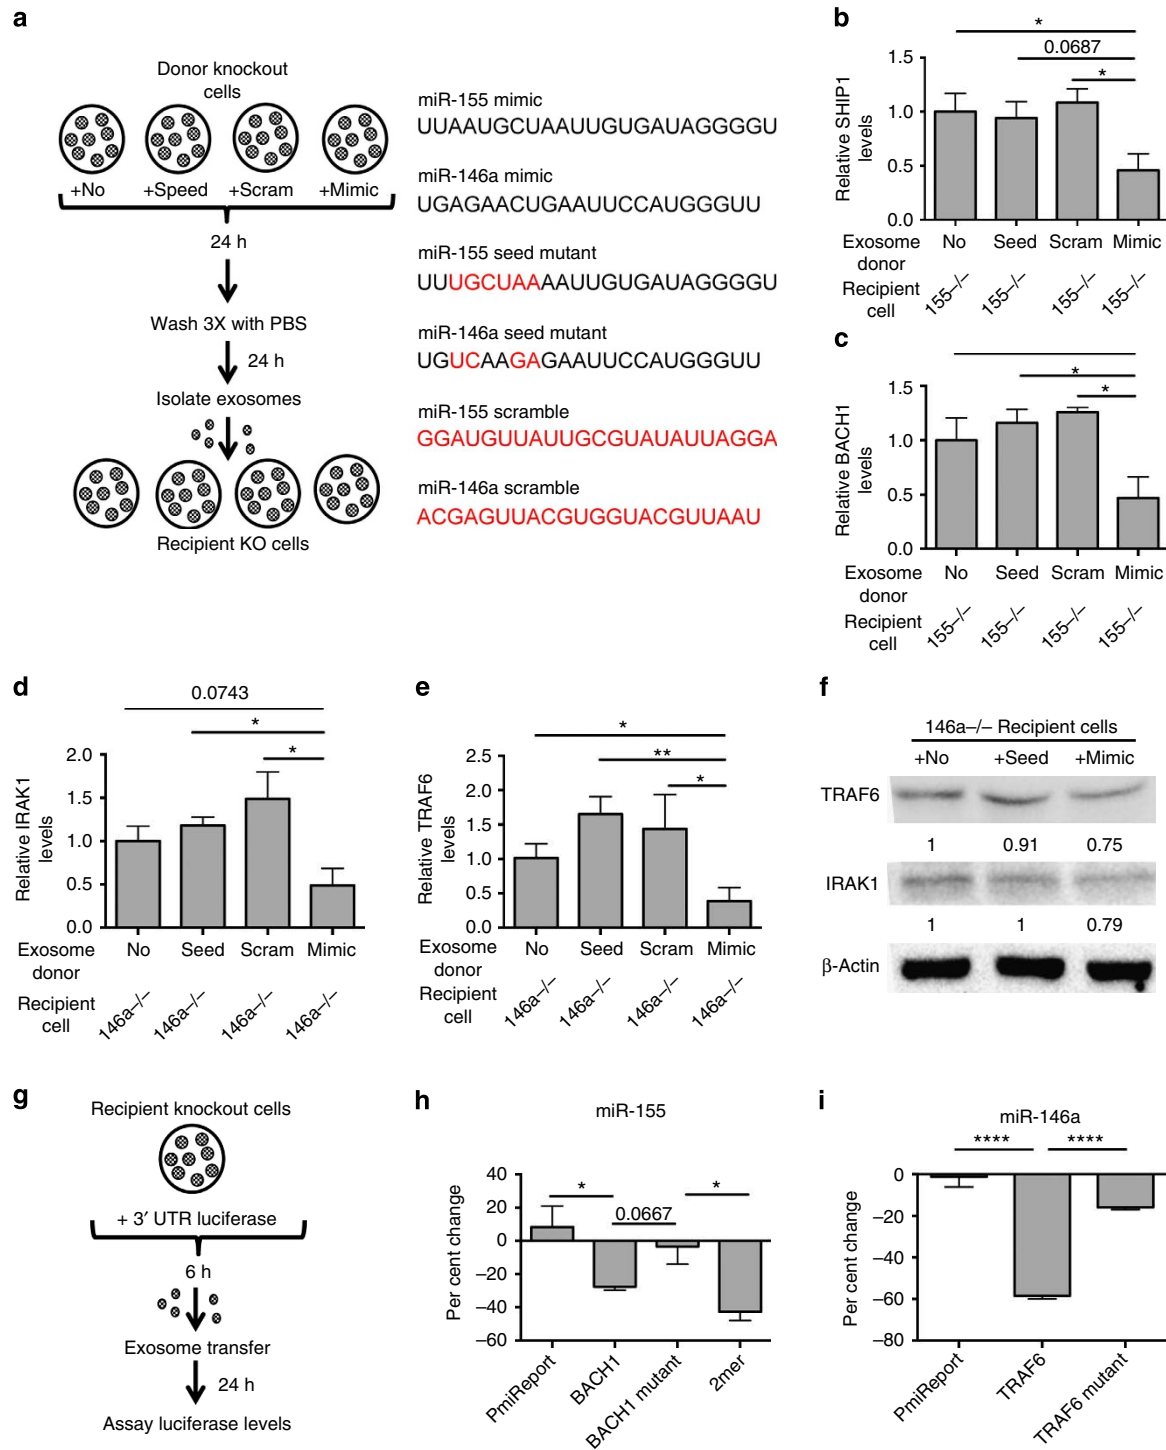 a
Donor knockout
cells
+No +Speed +Scram +Mimic
24 h
Wash 3X with PBS
24 h
Isolate exosomes
Recipient KO cells
miR-155 mimic
UUAAUGCUAAUUGUGAUAGGGGU
miR-146a mimic
UGAGAACUGAAUUCCAUGGGUU
miR-155 seed mutant
UUUGCUAAAAUUGUGAUAGGGGU
miR-146a seed mutant
UGUCAAGAGAAUUCCAUGGGUU
miR-155 scramble
GGAUGUUAUUGCGUAUAUUAGGA
miR-146a scramble
ACGAGUUACGUGGUACGUUAAU
b
*
0.0687
*
Relative SHIP1
levels
1.5
1.0
0.5
0.0
Exosome
donor
No Seed Scram Mimic
Recipient
cell
155–/– 155–/– 155–/– 155–/–
c
*
*
Relative BACH1
levels
1.5
1.0
0.5
0.0
Exosome
donor
No Seed Scram Mimic
Recipient
cell
155–/– 155–/– 155–/– 155–/–
d
0.0743
*
*
Relative IRAK1
levels
2.0
1.5
1.0
0.5
0.0
Exosome
donor
No Seed Scram Mimic
Recipient
cell
146a–/– 146a–/– 146a–/– 146a–/–
e
*
**
*
Relative TRAF6
levels
2.5
2.0
1.5
1.0
0.5
0.0
Exosome
donor
No Seed Scram Mimic
Recipient
cell
146a–/– 146a–/– 146a–/– 146a–/–
f
146a–/– Recipient cells
+No +Seed +Mimic
TRAF6
1 0.91 0.75
IRAK1
1 1 0.79
β-Actin
g
Recipient knockout cells
+ 3′ UTR luciferase
6 h
Exosome transfer
24 h
Assay luciferase levels
h
miR-155
*
0.0667
*
Per cent change
40
20
0
–20
–40
–60
PmiReport BACH1 BACH1 mutant 2mer
i
miR-146a
**** ****
Per cent change
0
–20
–40
–60
–80
PmiReport TRAF6 TRAF6 mutant